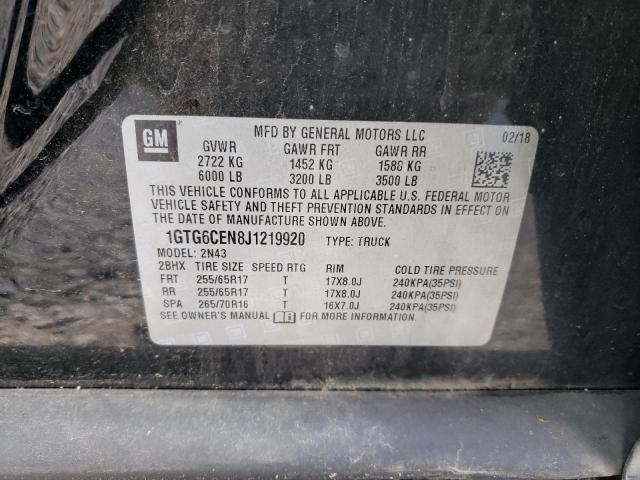 GM
MFD BY GENERAL MOTORS LLC 02/18
GVWR GAWR FRT GAWR RR
2722 KG 1452 KG 1588 KG
6000 LB 3200 LB 3500 LB
THIS VEHICLE CONFORMS TO ALL APPLICABLE U.S. FEDERAL MOTOR
VEHICLE SAFETY AND THEFT PREVENTION STANDARDS IN EFFECT ON
THE DATE OF MANUFACTURE SHOWN ABOVE.
1GTG6CEN8J1219920 TYPE: TRUCK
MODEL: 2N43
2BHX TIRE SIZE SPEED RTG RIM COLD TIRE PRESSURE
FRT 255/65R17 T 17X8.0J 240KPA(35PSI)
RR 255/65R17 T 17X8.0J 240KPA(35PSI)
SPA 265/70R16 T 16X7.0J 240KPA(35PSI)
SEE OWNER'S MANUAL FOR MORE INFORMATION.